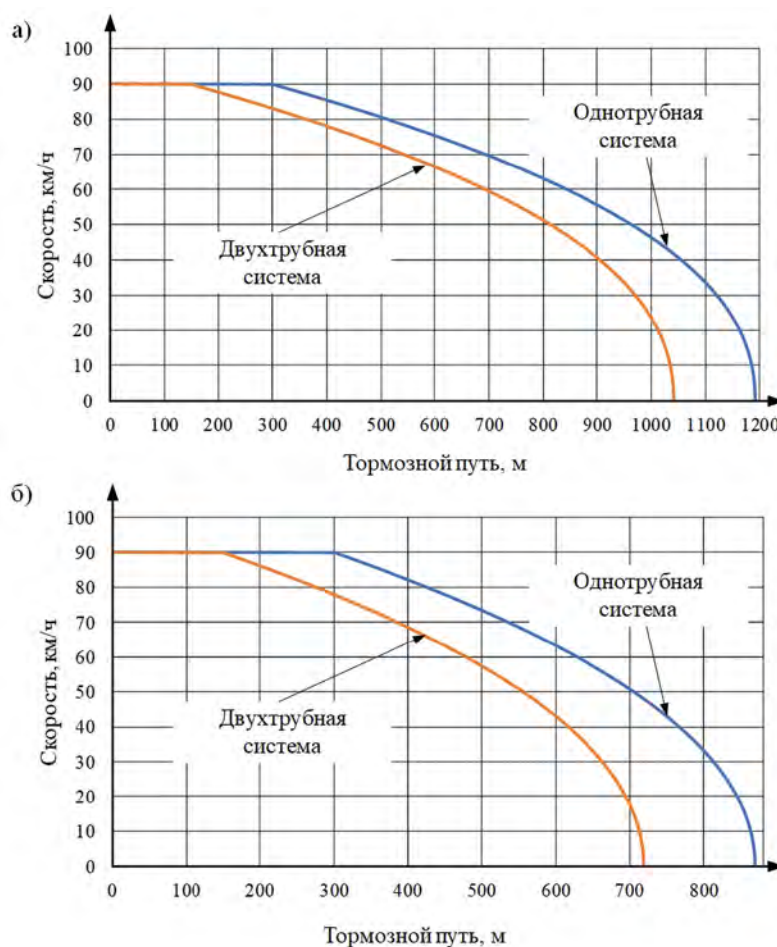 а)
Скорость, км/ч
100
90
80
70
60
50
40
30
20
10
0
Однотрубная
система
Двухтрубная
система
0 100 200 300 400 500 600 700 800 900 1000 1100 1200
Тормозной путь, м
б)
Скорость, км/ч
100
90
80
70
60
50
40
30
20
10
0
Однотрубная
система
Двухтрубная
система
0 100 200 300 400 500 600 700 800
Тормозной путь, м